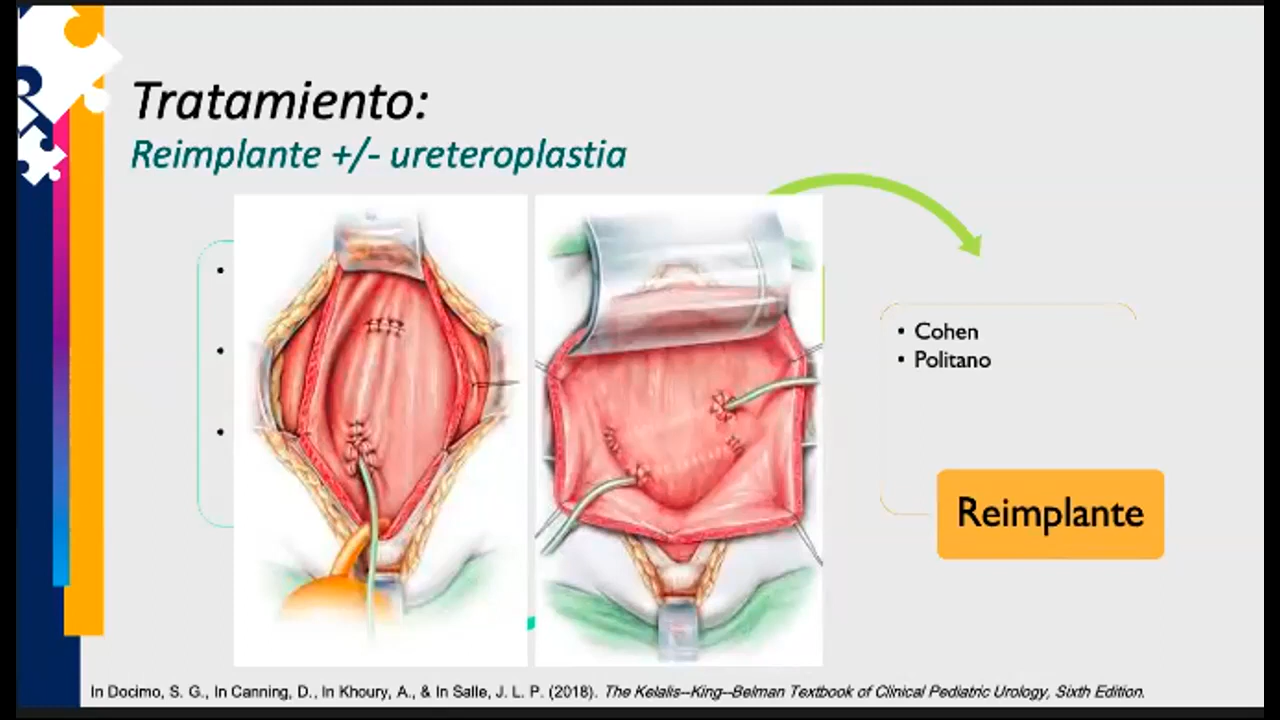 Tratamiento:
Reimplante +/- ureteroplastia
• Cohen
• Politano
Reimplante
In Docimo, S. G., In Canning, D., In Khoury, A., & In Salle, J. L. P. (2018). The Kelalis--King--Belman Textbook of Clinical Pediatric Urology, Sixth Edition.